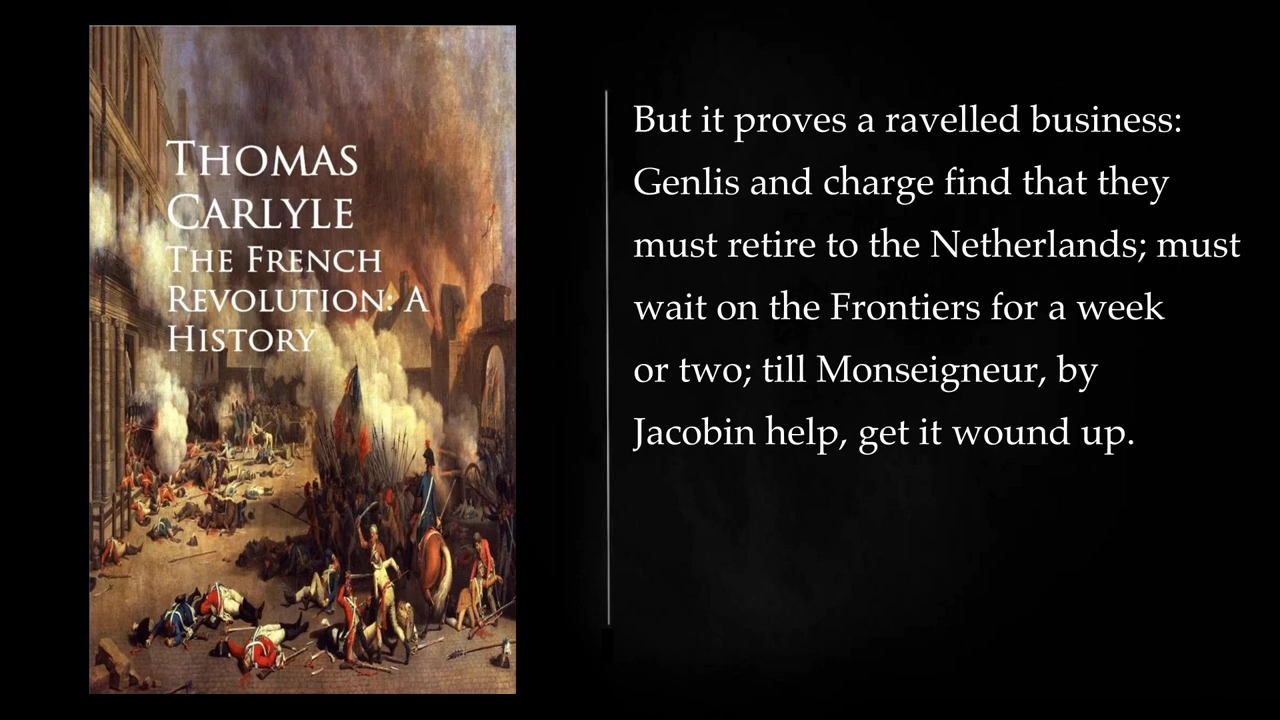 THOMAS
CARLYLE
THE FRENCH
REVOLUTION: A
HISTORY
But it proves a ravelled business:
Genlis and charge find that they
must retire to the Netherlands; must
wait on the Frontiers for a week
or two; till Monseigneur, by
Jacobin help, get it wound up.